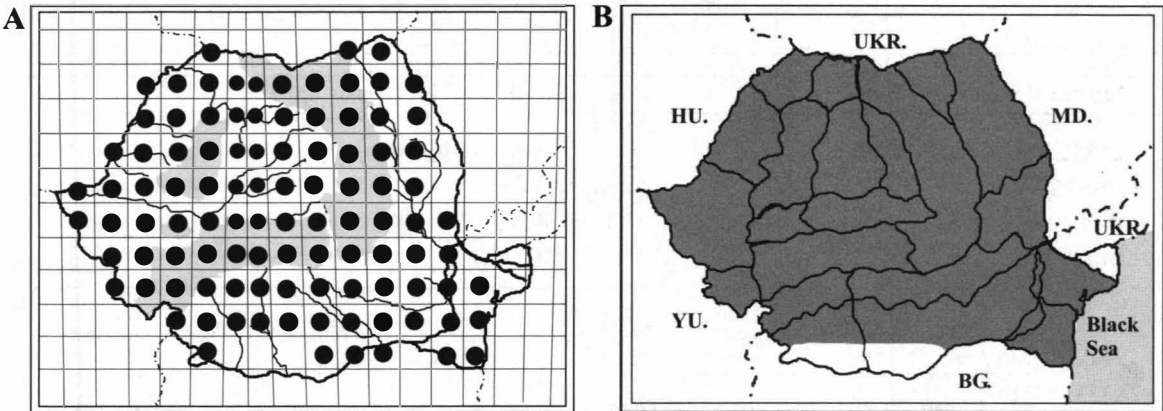 A
B
UKR.
HU.
MD.
UKR.
YU.
Black
Sea
BG.